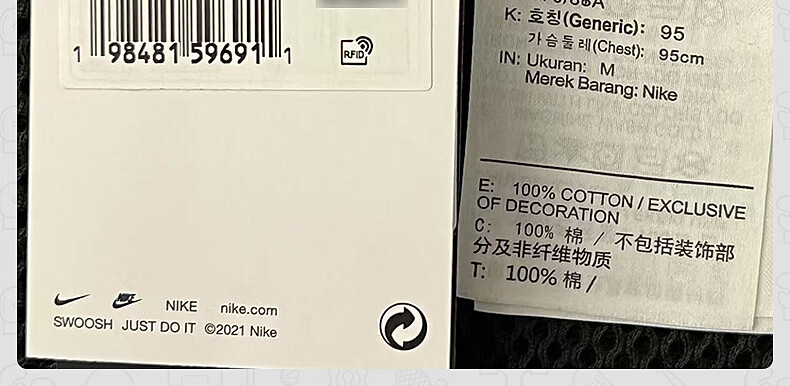 1 98481 59691 1
RFID
NIKE nike.com
SWOOSH JUST DO IT ©2021 Nike
K: 호칭(Generic): 95
가슴둘레(Chest): 95cm
IN: Ukuran: M
Merek Barang: Nike
E: 100% COTTON / EXCLUSIVE
OF DECORATION
C: 100% 棉 / 不包括装饰部
分及非纤维物质
T: 100% 棉 /